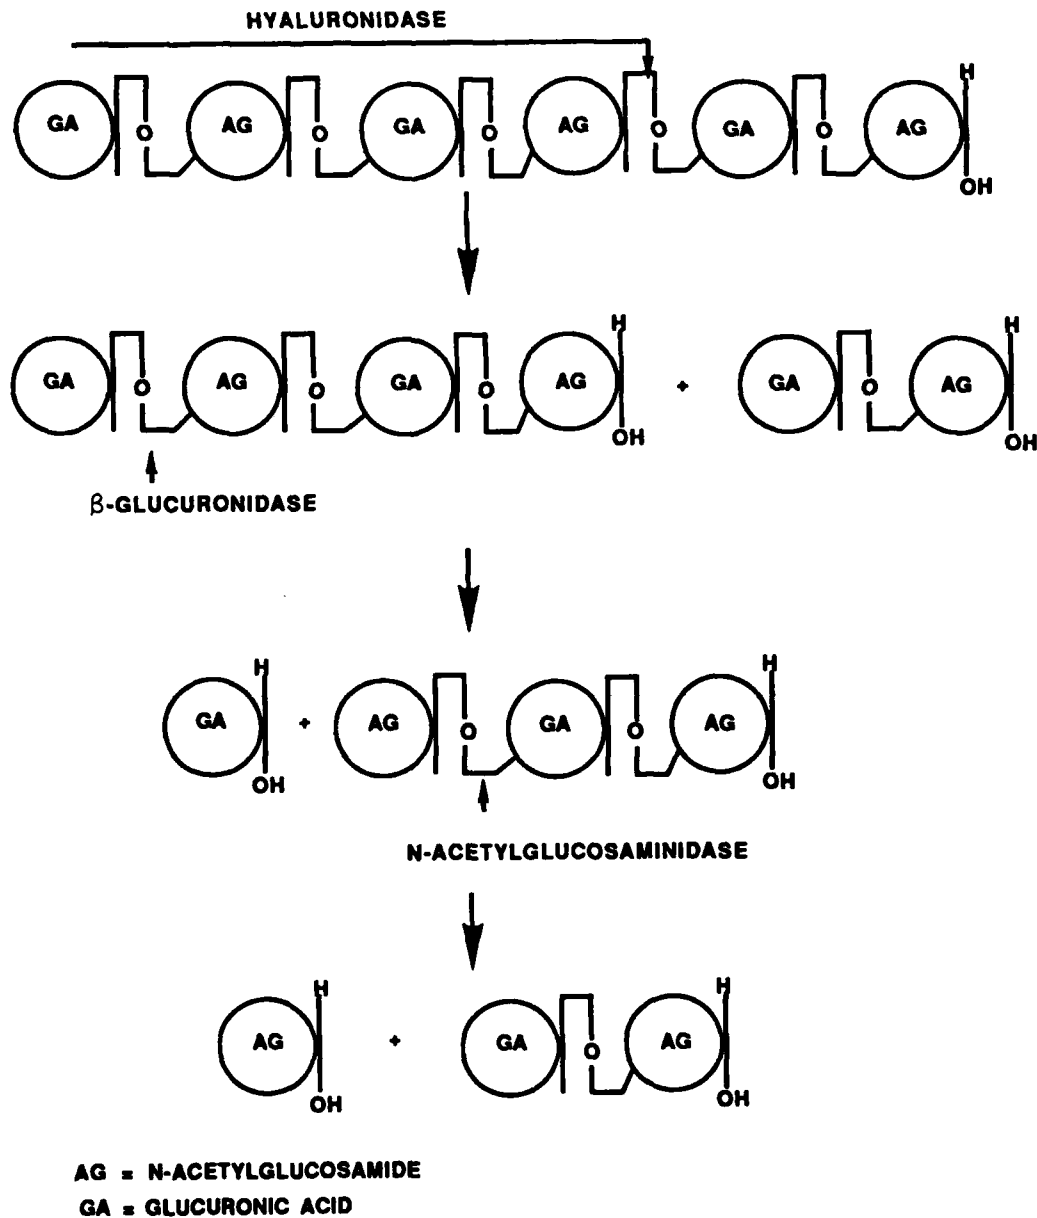 HYALURONIDASE
H
GA O AG O GA O AG O GA O AG
OH
H H
GA O AG O GA O AG + GA O AG
OH OH
β-GLUCURONIDASE
H H
GA + AG O GA O AG
OH OH
N-ACETYLGLUCOSAMINIDASE
H H
AG + GA O AG
OH OH
AG = N-ACETYLGLUCOSAMIDE
GA = GLUCURONIC ACID